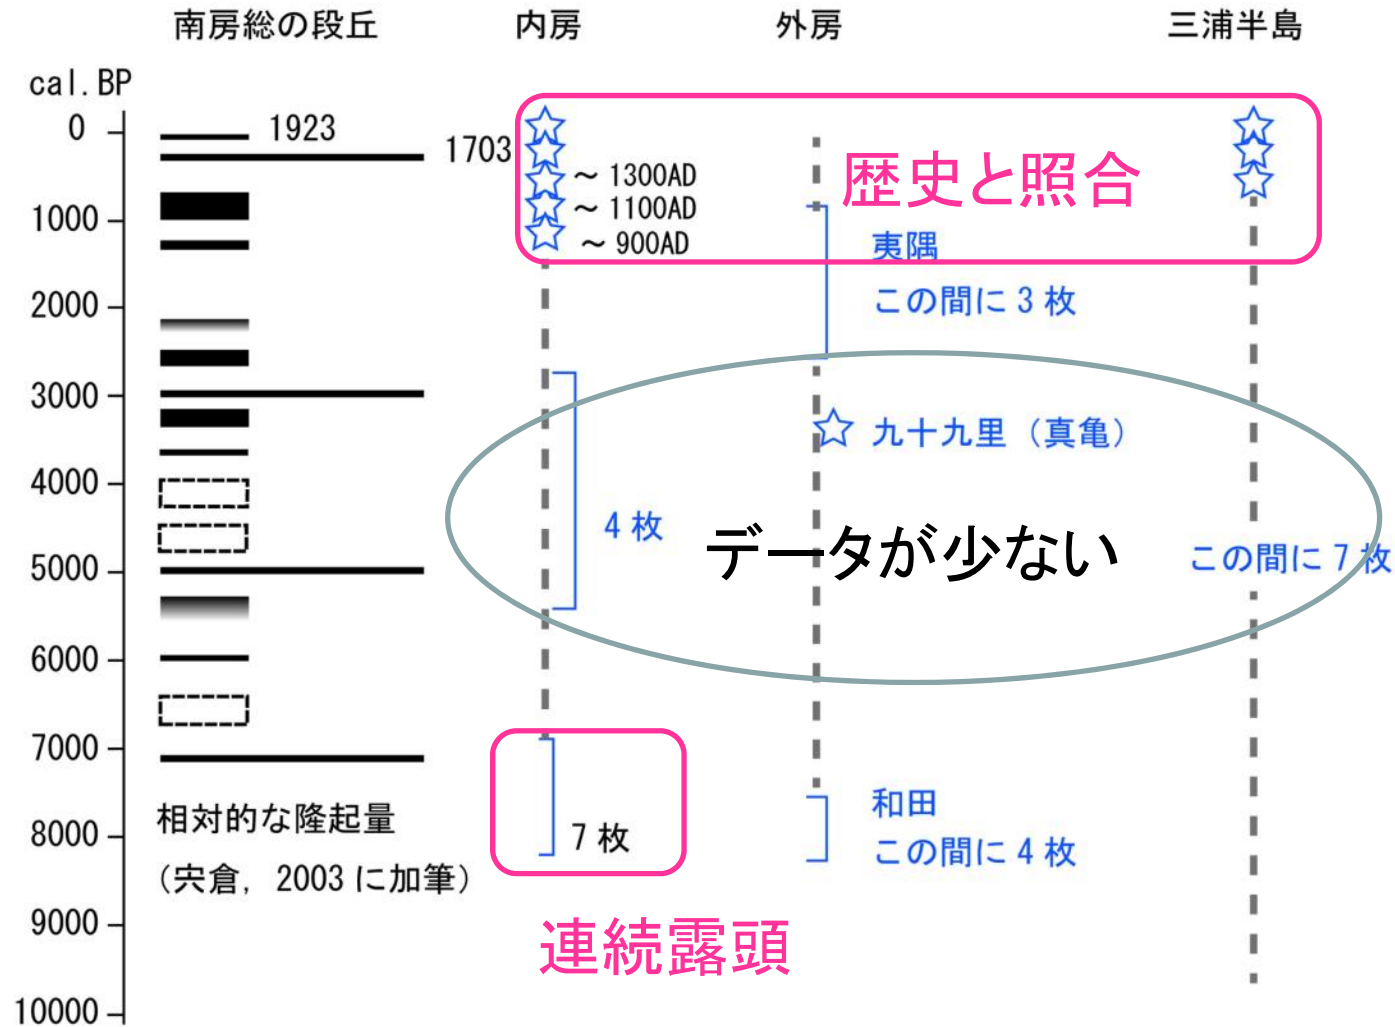 南房総の段丘
内房
外房
三浦半島
cal.BP
0
1000
2000
3000
4000
5000
6000
7000
8000
9000
10000
1923
1703
～ 1300AD
～ 1100AD
～ 900AD
歴史と照合
夷隅
この間に 3 枚
九十九里（真亀）
4 枚
データが少ない
この間に 7 枚
7 枚
和田
この間に 4 枚
相対的な隆起量
（宍倉, 2003 に加筆）
連続露頭